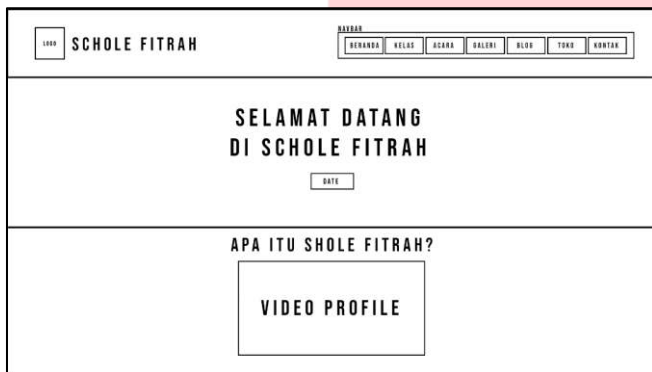 LOGO
SCHOLE FITRAH
NAVBAR
BERANDA KELAS ACARA GALERI BLOG TOKO KONTAK
SELAMAT DATANG
DI SCHOLE FITRAH
DATE
APA ITU SHOLE FITRAH?
VIDEO PROFILE